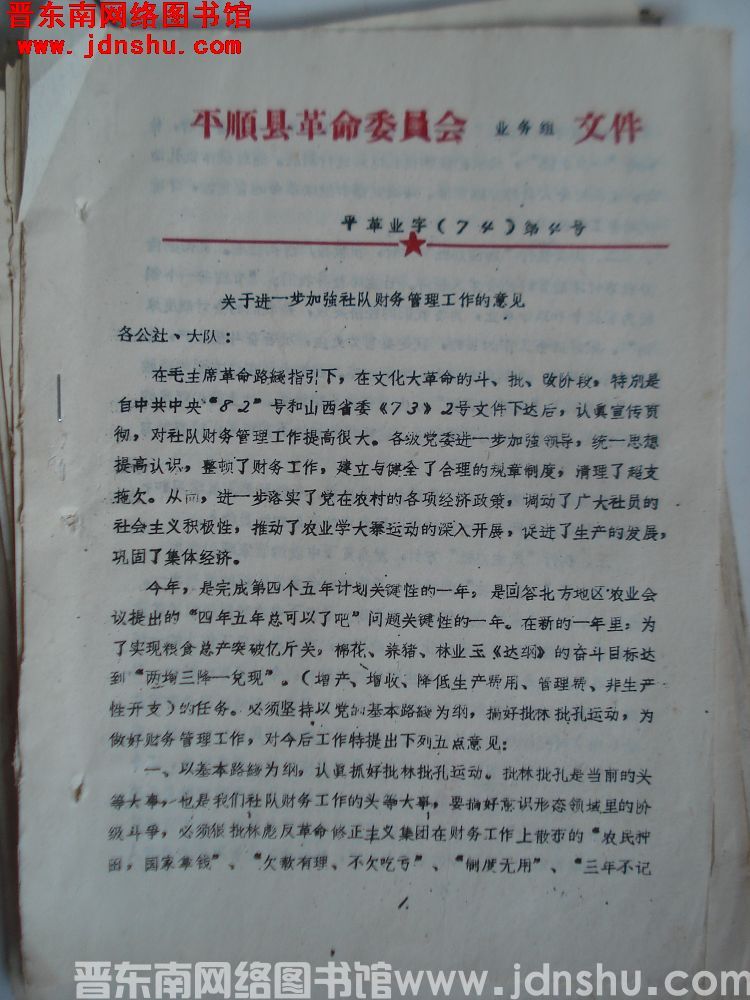 晋东南网络图书馆
www.jdnshu.com
平順县革命委員会 业务组 文件
平革业字(74)第4号
关于进一步加強社队财务管理工作的意见
各公社、大队：
在毛主席革命路綫指引下，在文化大革命的斗、批、改阶段，特别是
自中共中央“82”号和山西省委《73》2号文件下达后，认眞宣传贯
彻，对社队财务管理工作提高很大。各级党委进一步加強领导，统一思想
提高认识，整顿了财务工作，建立与健全了合理的规章制度，清理了超支
拖欠。从而，进一步落实了党在农村的各项经济政策，调动了广大社员的
社会主义积极性，推动了农业学大寨运动的深入开展，促进了生产的发展，
巩固了集体经济。
今年，是完成第四个五年计划关键性的一年，是回答北方地区农业会
议提出的“四年五年总可以了吧”问题关键性的一年。在新的一年里，为
了实现粮食总产突破亿斤关，棉花、养猪、林业上《达纲》的奋斗目标达
到“两增三降一兑现”。（增产、增收、降低生产费用、管理费、非生产
性开支）的任务。必须坚持以党的基本路綫为纲，搞好批林批孔运动，为
做好财务管理工作，对今后工作特提出下列五点意见：
一、以基本路綫为纲，认眞抓好批林批孔运动。批林批孔是当前的头
等大事，也是我们社队财务工作的头等大事，要搞好意识形态领域里的阶
级斗争，必须狠批林彪反革命修正主义集团在财务工作上散布的“农民种
田，国家拿钱”、“欠款有理、不欠吃亏”、“制度无用”、“三年不记
1.
晋东南网络图书馆www.jdnshu.com